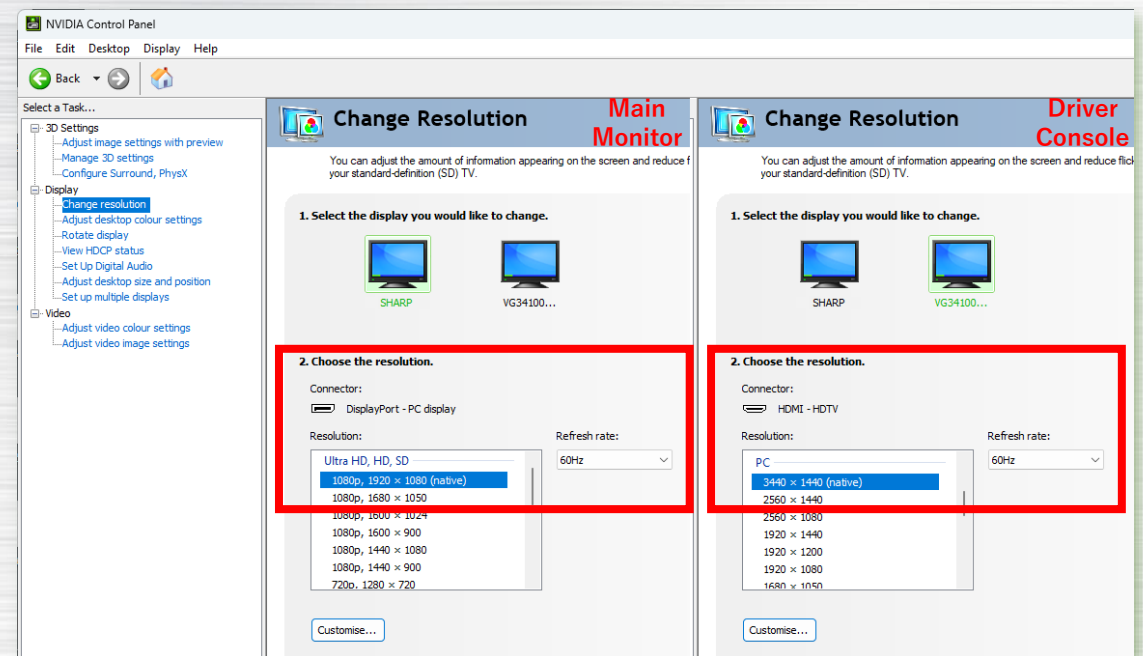 NVIDIA Control Panel
File Edit Desktop Display Help
Back
Select a Task...
3D Settings
Adjust image settings with preview
Manage 3D settings
Configure Surround, PhysX
Display
Change resolution
Adjust desktop colour settings
Rotate display
View HDCP status
Set Up Digital Audio
Adjust desktop size and position
Set up multiple displays
Video
Adjust video colour settings
Adjust video image settings
Change Resolution
Main
Monitor
You can adjust the amount of information appearing on the screen and reduce f
your standard-definition (SD) TV.
1. Select the display you would like to change.
SHARP
VG34100...
2. Choose the resolution.
Connector:
DisplayPort - PC display
Resolution:
Refresh rate:
Ultra HD, HD, SD
60Hz
1080p, 1920 × 1080 (native)
1080p, 1680 × 1050
1080p, 1600 × 1024
1080p, 1600 × 900
1080p, 1440 × 1080
1080p, 1440 × 900
720p, 1280 × 720
Customise...
Change Resolution
Driver
Console
You can adjust the amount of information appearing on the screen and reduce flick
your standard-definition (SD) TV.
1. Select the display you would like to change.
SHARP
VG34100...
2. Choose the resolution.
Connector:
HDMI - HDTV
Resolution:
Refresh rate:
PC
60Hz
3440 × 1440 (native)
2560 × 1440
2560 × 1080
1920 × 1440
1920 × 1200
1920 × 1080
1680 × 1050
Customise...